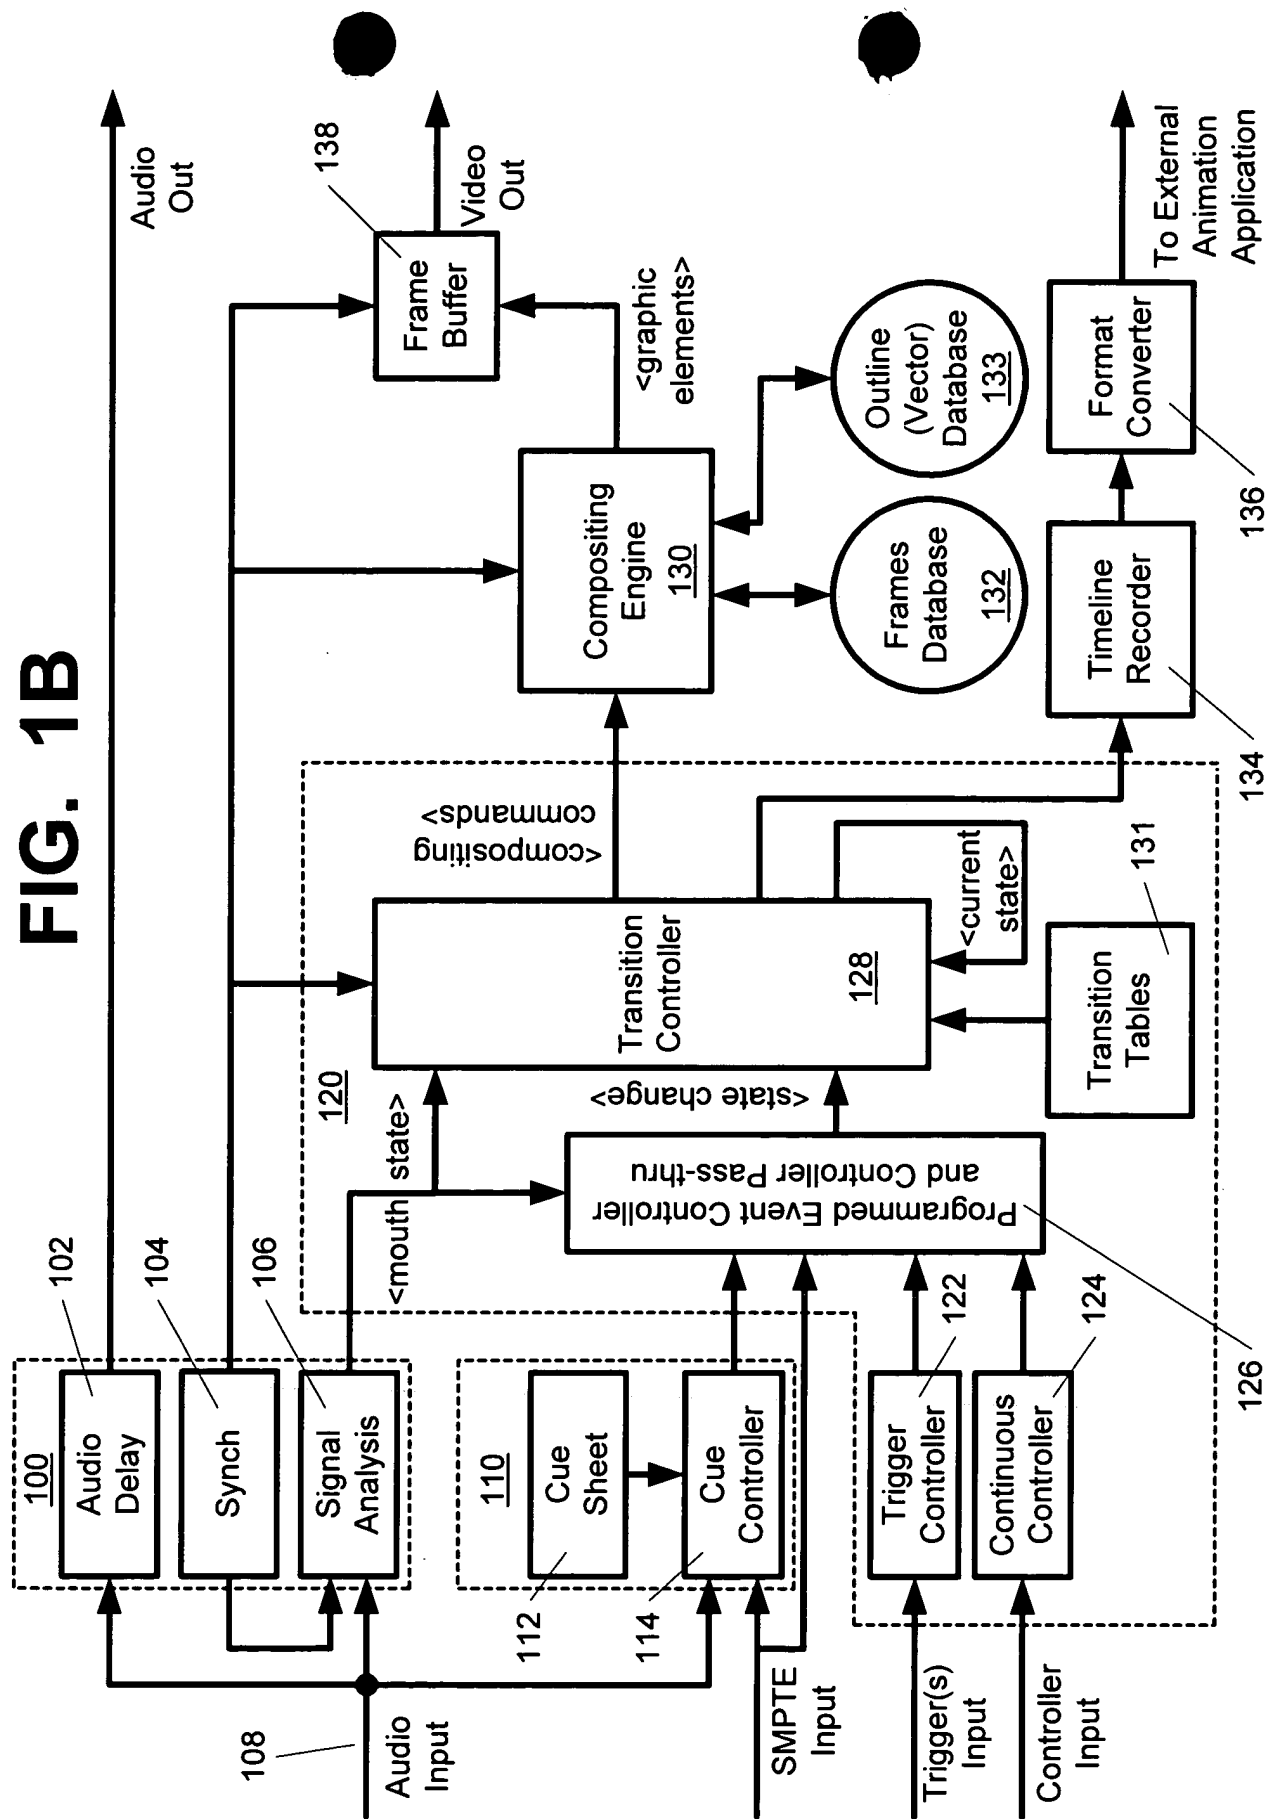 FIG. 1B
100
Audio
Delay
102
Synch
104
Signal
Analysis
106
108
Audio
Input
Audio
Out
110
Cue
Sheet
112
Cue
Controller
114
SMPTE
Input
Trigger(s)
Input
Controller
Input
120
<mouth state>
Programmed Event Controller
and Controller Pass-thru
126
Trigger
Controller
122
Continuous
Controller
124
<state change>
Transition
Controller
128
<current
state>
Transition
Tables
131
<compositing
commands>
Compositing
Engine
130
<graphic
elements>
Frame
Buffer
138
Video
Out
Frames
Database
132
Outline
(Vector)
Database
133
Timeline
Recorder
134
Format
Converter
136
To External
Animation
Application